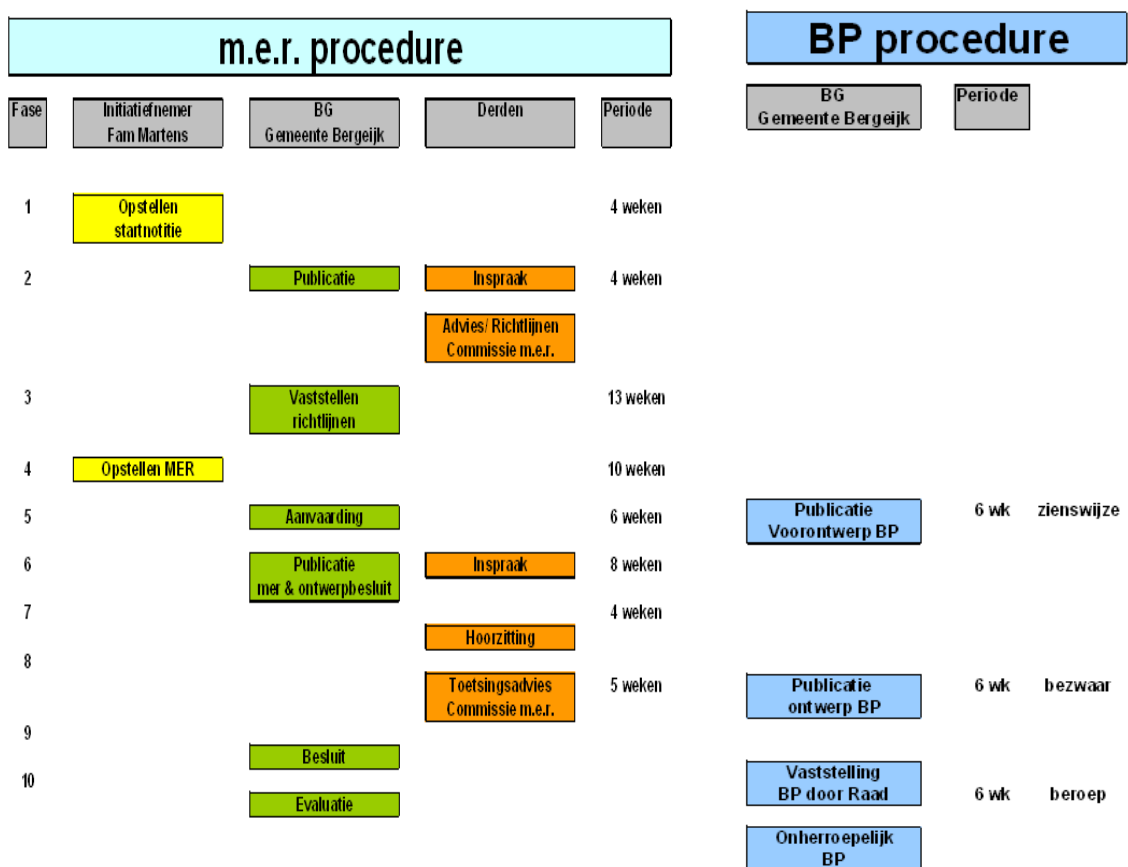 m.e.r. procedure
BP procedure
Fase
Initiatiefnemer
Fam Martens
BG
Gemeente Bergeijk
Derden
Periode
BG
Gemeente Bergeijk
Periode
1
Opstellen
startnotitie
4 weken
2
Publicatie
Inspraak
4 weken
Advies/ Richtlijnen
Commissie m.e.r.
3
Vaststellen
richtlijnen
13 weken
4
Opstellen MER
10 weken
5
Aanvaarding
6 weken
Publicatie
Voorontwerp BP
6 wk zienswijze
6
Publicatie
mer & ontwerpbesluit
Inspraak
8 weken
7
4 weken
Hoorzitting
8
Toetsingsadvies
Commissie m.e.r.
5 weken
Publicatie
ontwerp BP
6 wk bezwaar
9
Besluit
10
Vaststelling
BP door Raad
6 wk beroep
Evaluatie
Onherroepelijk
BP